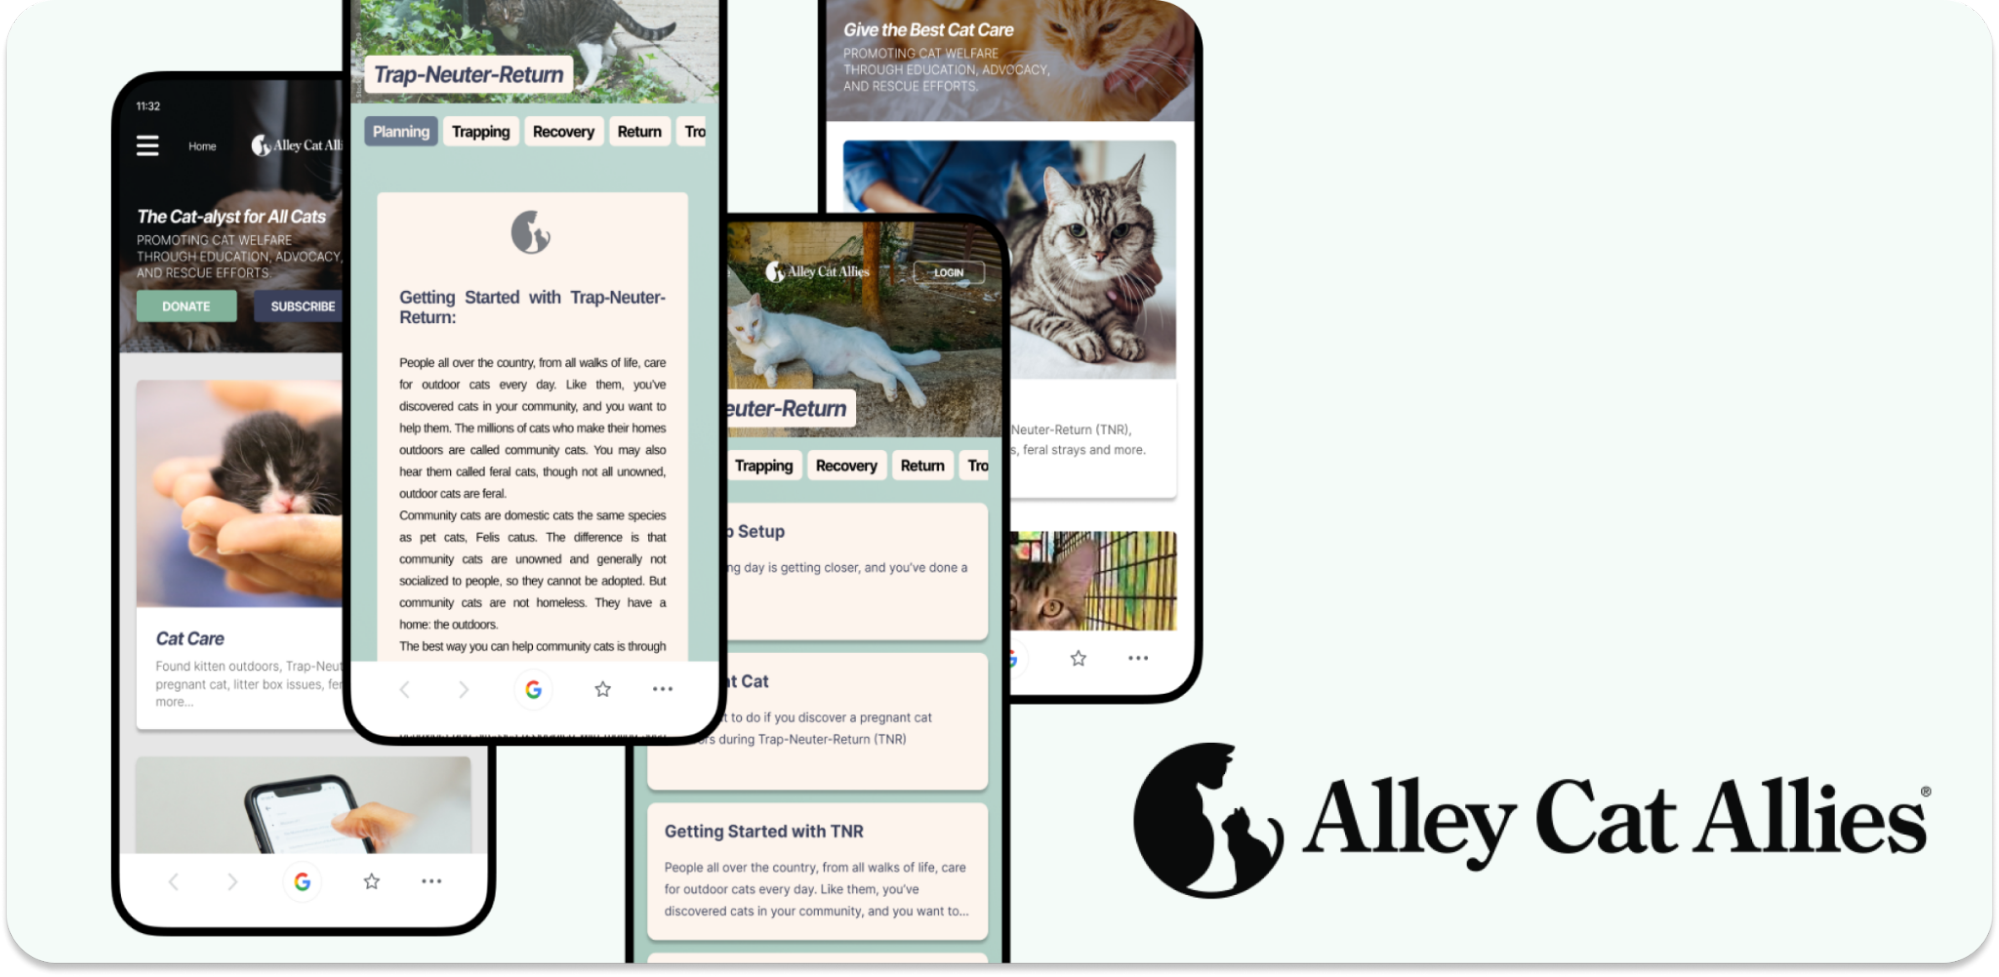 11:32
Home
Alley Cat All
The Cat-alyst for All Cats
PROMOTING CAT WELFARE
THROUGH EDUCATION, ADVOCACY,
AND RESCUE EFFORTS.
DONATE
SUBSCRIBE
Cat Care
Found kitten outdoors, Trap-Neut
pregnant cat, litter box issues, fer
more...
Trap-Neuter-Return
Planning
Trapping
Recovery
Return
Tro
Getting Started with Trap-Neuter-
Return:
People all over the country, from all walks of life, care
for outdoor cats every day. Like them, you've
discovered cats in your community, and you want to
help them. The millions of cats who make their homes
outdoors are called community cats. You may also
hear them called feral cats, though not all unowned,
outdoor cats are feral.
Community cats are domestic cats the same species
as pet cats, Felis catus. The difference is that
community cats are unowned and generally not
socialized to people, so they cannot be adopted. But
community cats are not homeless. They have a
home: the outdoors.
The best way you can help community cats is through
Alley Cat Allies
LOGIN
euter-Return
Trapping
Recovery
Return
Tro
p Setup
ng day is getting closer, and you've done a
t Cat
t to do if you discover a pregnant cat
rs during Trap-Neuter-Return (TNR)
Getting Started with TNR
People all over the country, from all walks of life, care
for outdoor cats every day. Like them, you've
discovered cats in your community, and you want to...
Give the Best Cat Care
PROMOTING CAT WELFARE
THROUGH EDUCATION, ADVOCACY,
AND RESCUE EFFORTS.
Neuter-Return (TNR),
s, feral strays and more.
Alley Cat Allies®